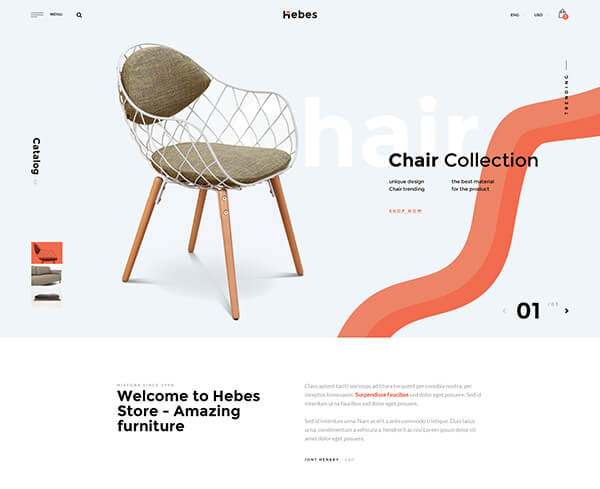 MENU
Hebes
ENG
USD
TRENDING
Catalog
chair
Chair Collection
unique design
Chair trending
the best material
for the product
SHOP NOW
01
/03
HISTORY SINCE 1990
Welcome to Hebes
Store - Amazing
furniture
Class aptent taciti sociosqu ad litora torquent per conubia nostra, per
inceptos himenaeos. Suspendisse faucibus sed dolor eget posuere. Sed id
interdum urna faucibus sed dolor eget posuere.
Sed id interdum urna. Nam ac elit a ante commodo tristique. Duis lacus
urna, condimentum a vehicula a, hendrerit ac nisi Lorem ipsum dolor sit
amet dolor eget posuere.
JONY HENRRY - CEO